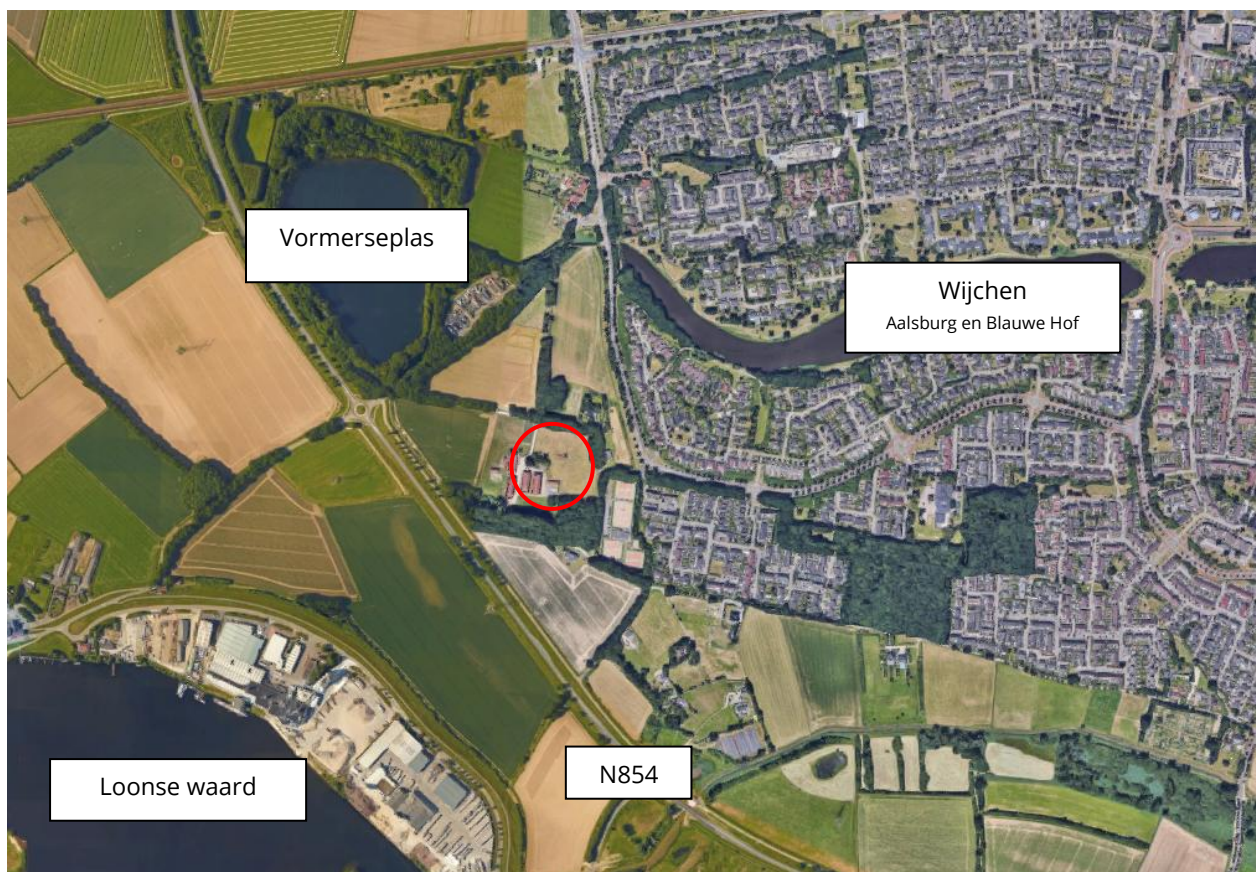 Vormerseplas
Wijchen
Aalsburg en Blauwe Hof
N854
Loonse waard